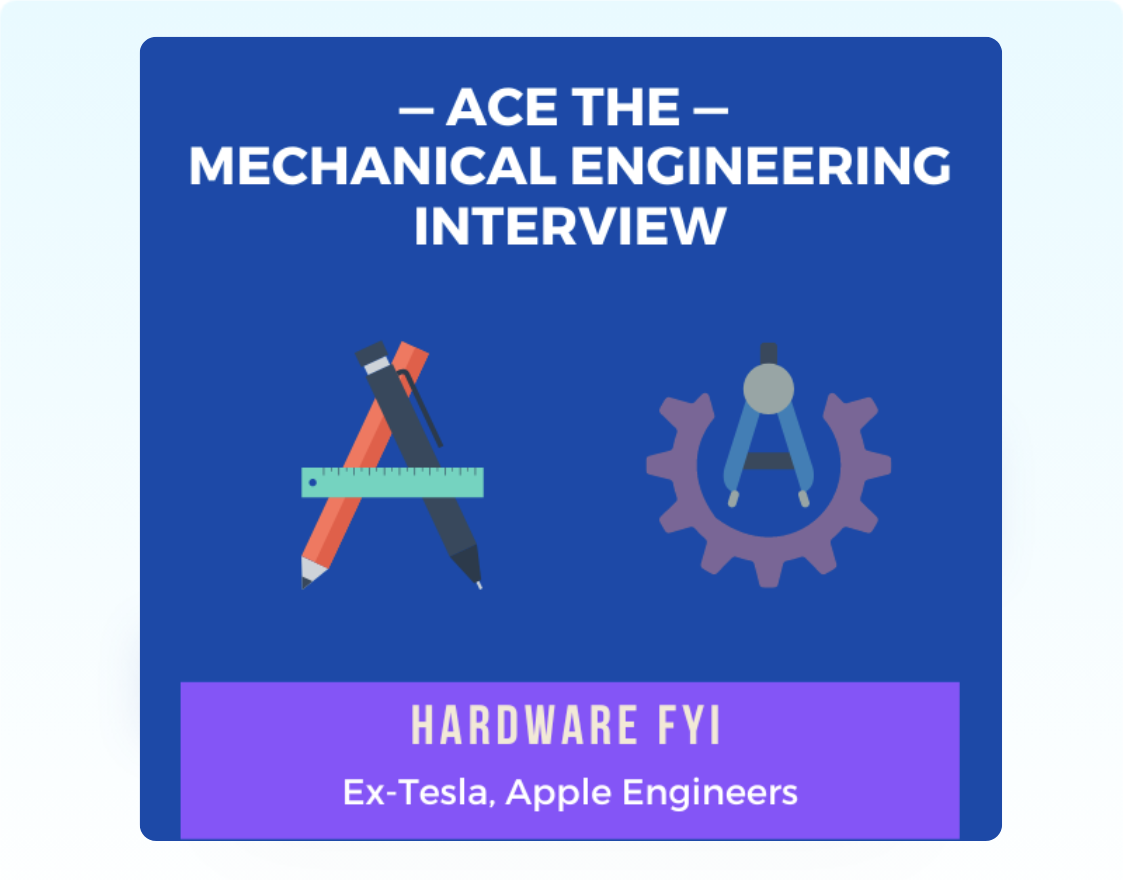 — ACE THE —
MECHANICAL ENGINEERING
INTERVIEW
HARDWARE FYI
Ex-Tesla, Apple Engineers